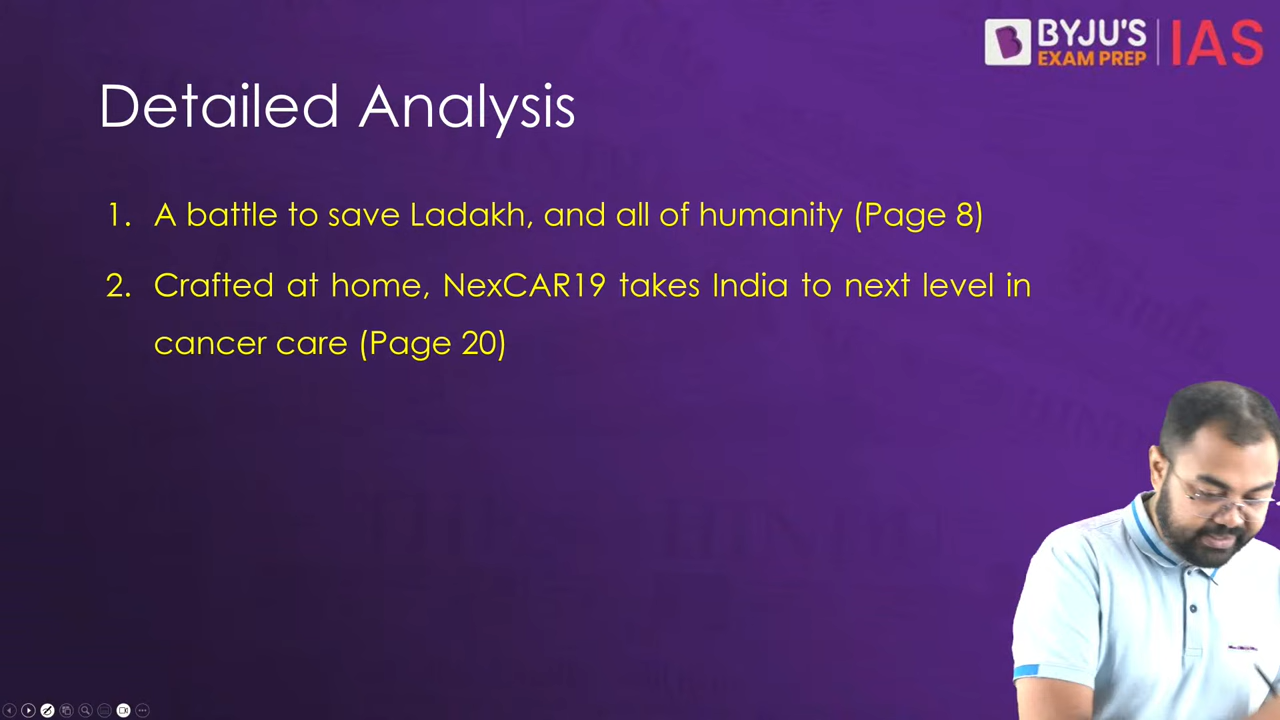 BYJU'S
EXAM PREP
IAS
Detailed Analysis
1. A battle to save Ladakh, and all of humanity (Page 8)
2. Crafted at home, NexCAR19 takes India to next level in
cancer care (Page 20)